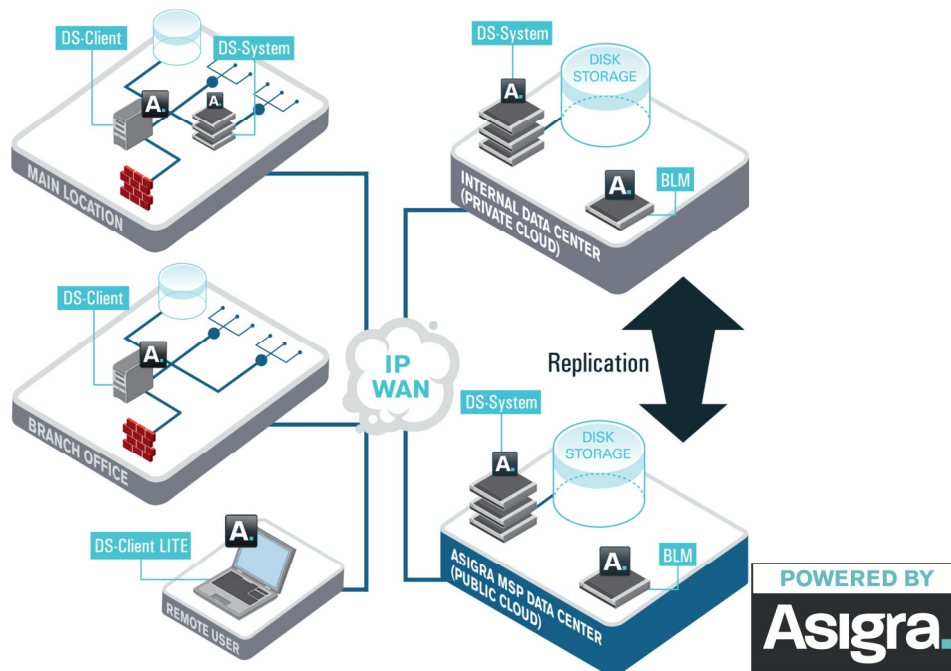 DS-Client
DS-System
A.
A.
MAIN LOCATION
DS-System
DISK
STORAGE
A.
A.
BLM
INTERNAL DATA CENTER
(PRIVATE CLOUD)
DS-Client
A.
BRANCH OFFICE
IP
WAN
Replication
DS-System
DISK
STORAGE
A.
A.
BLM
ASIGRA MSP DATA CENTER
(PUBLIC CLOUD)
DS-Client LITE
A.
REMOTE USER
POWERED BY
Asigra.